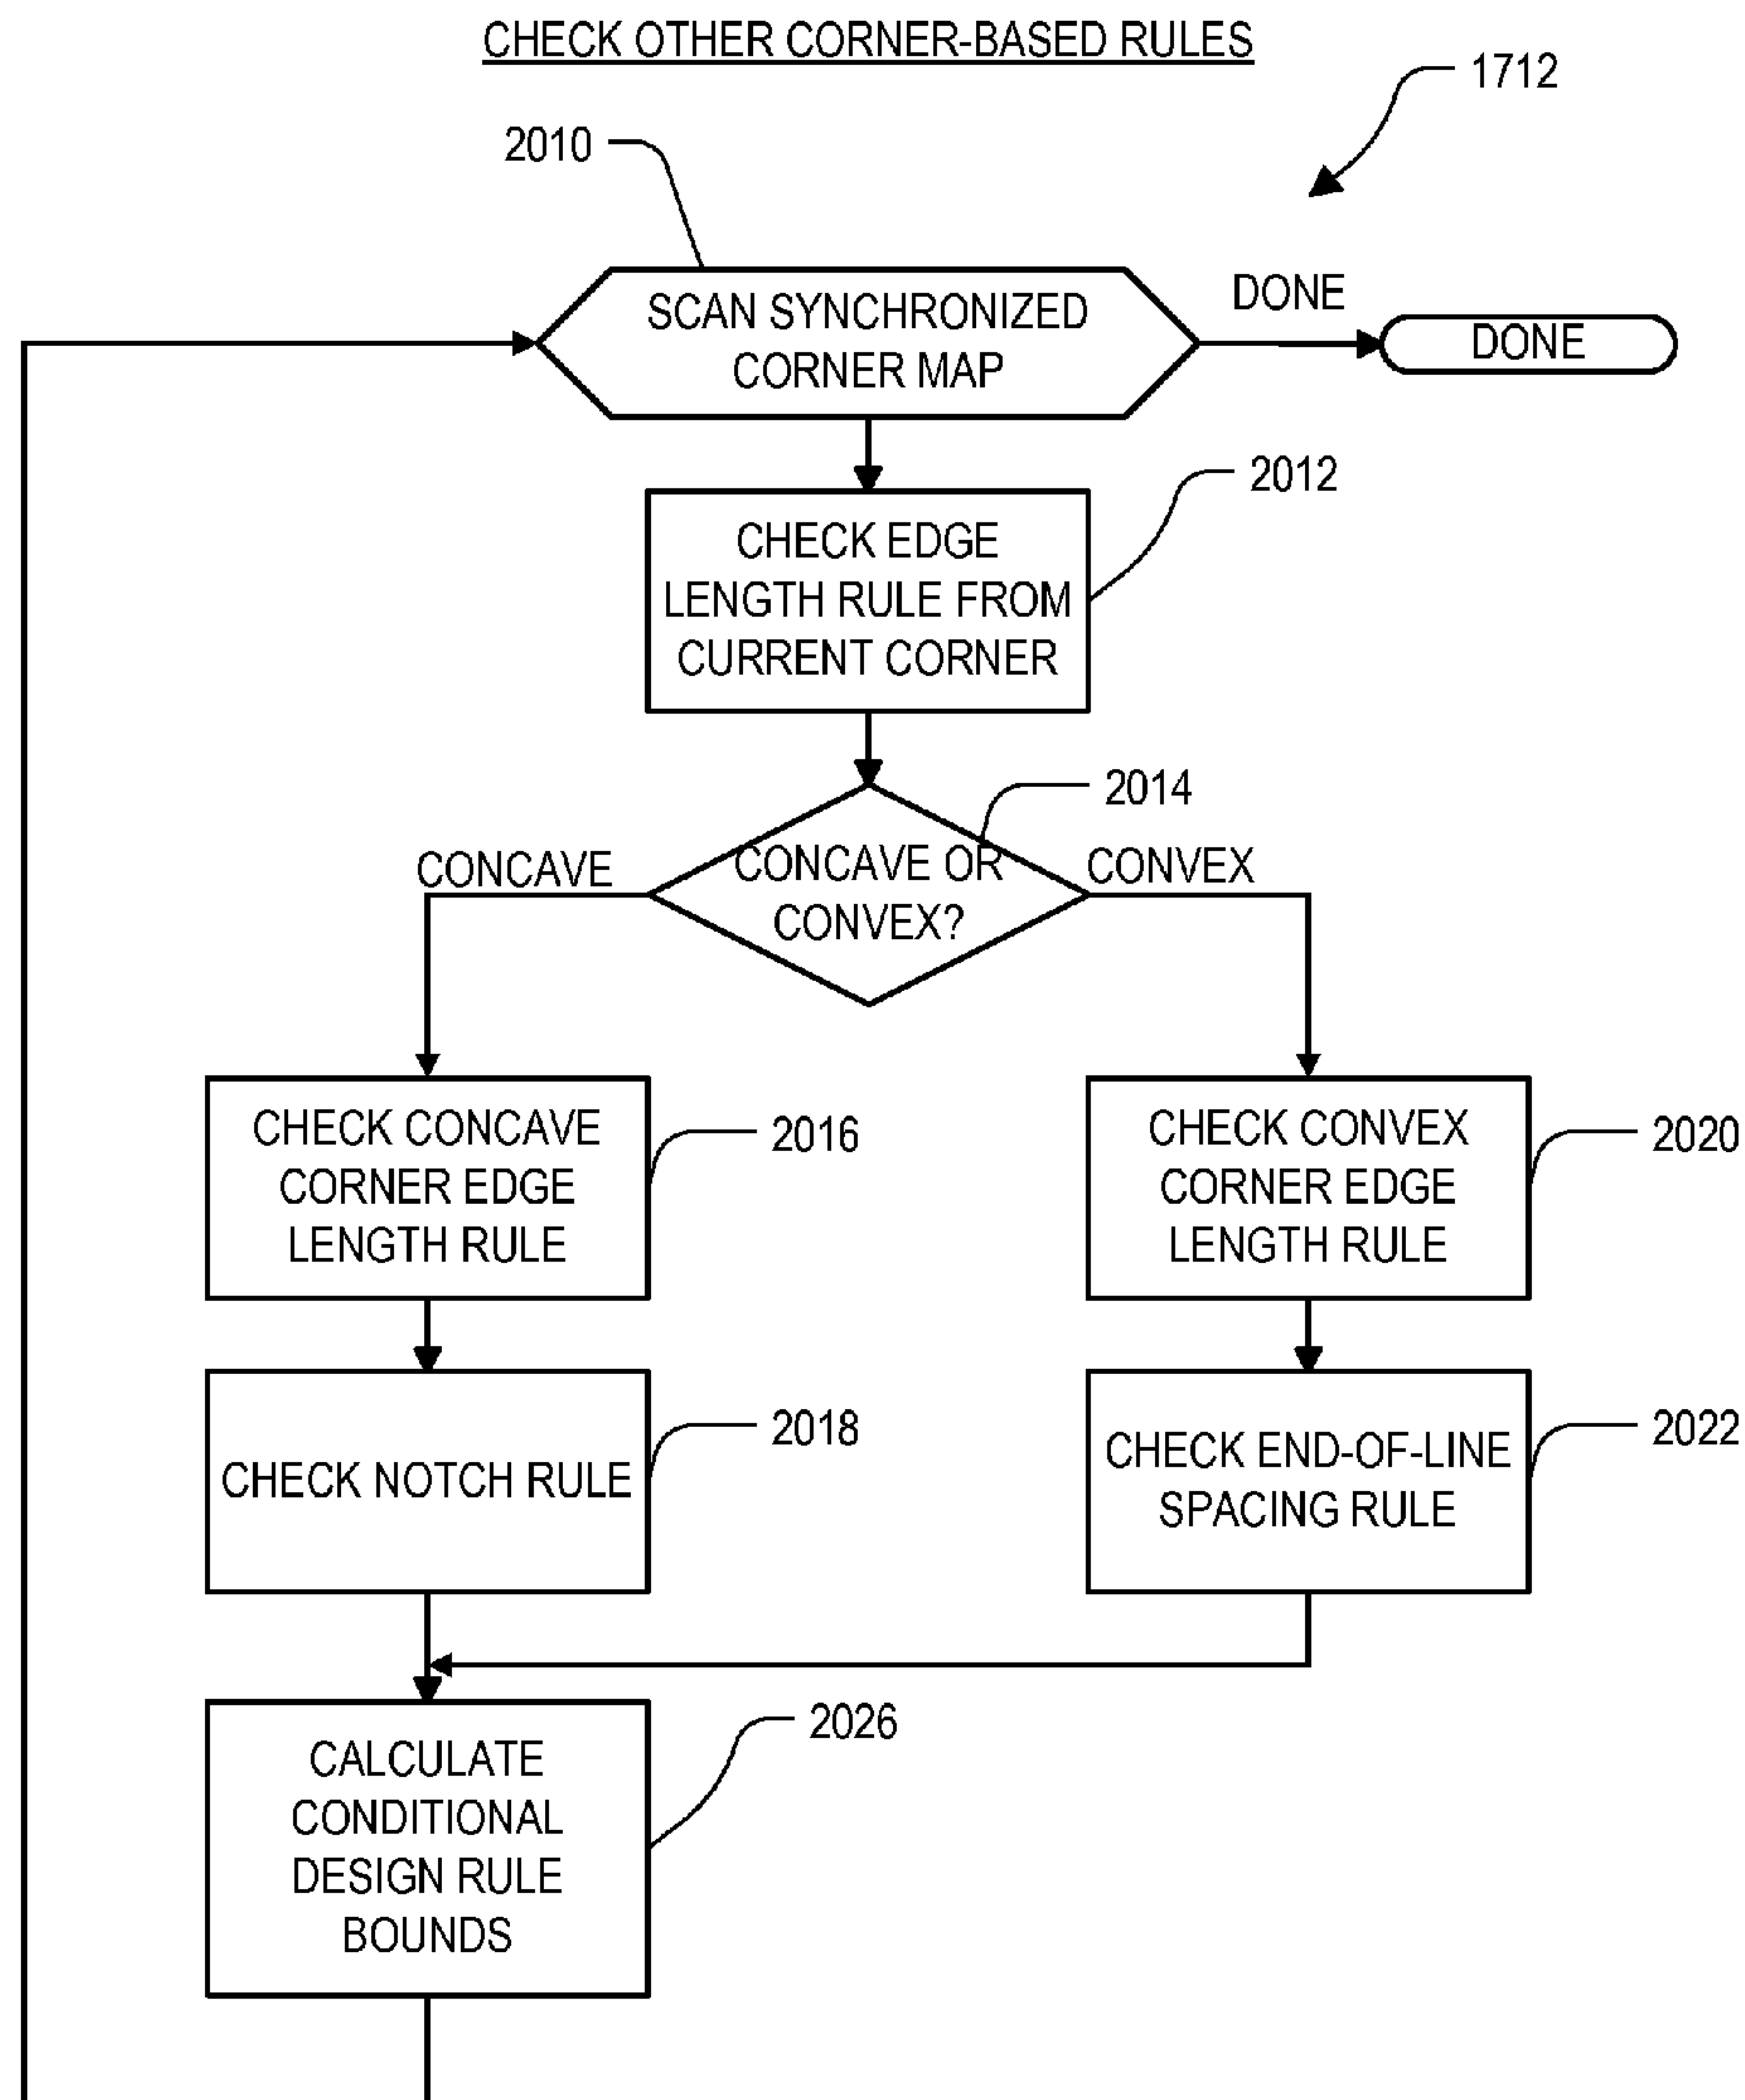 CHECK OTHER CORNER-BASED RULES
1712
2010
SCAN SYNCHRONIZED
CORNER MAP
DONE
DONE
2012
CHECK EDGE
LENGTH RULE FROM
CURRENT CORNER
2014
CONCAVE
CONCAVE OR
CONVEX?
CONVEX
CHECK CONCAVE
CORNER EDGE
LENGTH RULE
2016
CHECK CONVEX
CORNER EDGE
LENGTH RULE
2020
CHECK NOTCH RULE
2018
CHECK END-OF-LINE
SPACING RULE
2022
CALCULATE
CONDITIONAL
DESIGN RULE
BOUNDS
2026